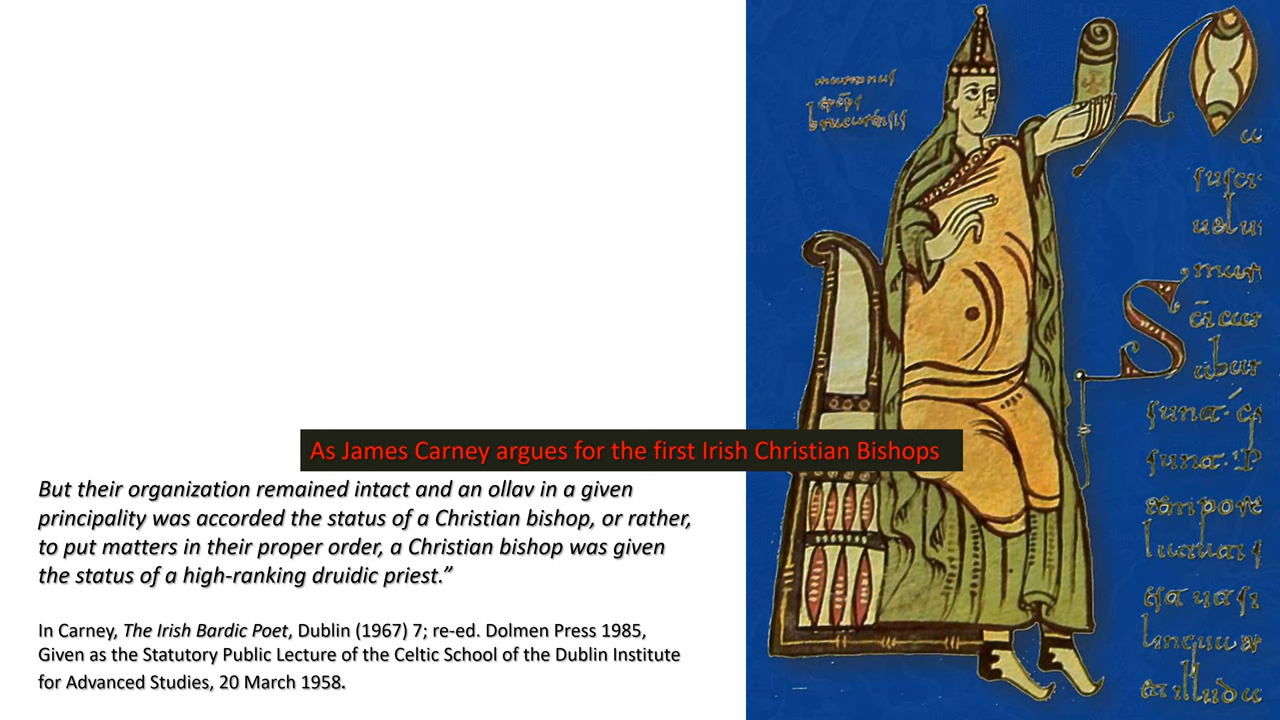 As James Carney argues for the first Irish Christian Bishops
But their organization remained intact and an ollav in a given
principality was accorded the status of a Christian bishop, or rather,
to put matters in their proper order, a Christian bishop was given
the status of a high-ranking druidic priest.”
In Carney, The Irish Bardic Poet, Dublin (1967) 7; re-ed. Dolmen Press 1985,
Given as the Statutory Public Lecture of the Celtic School of the Dublin Institute
for Advanced Studies, 20 March 1958.